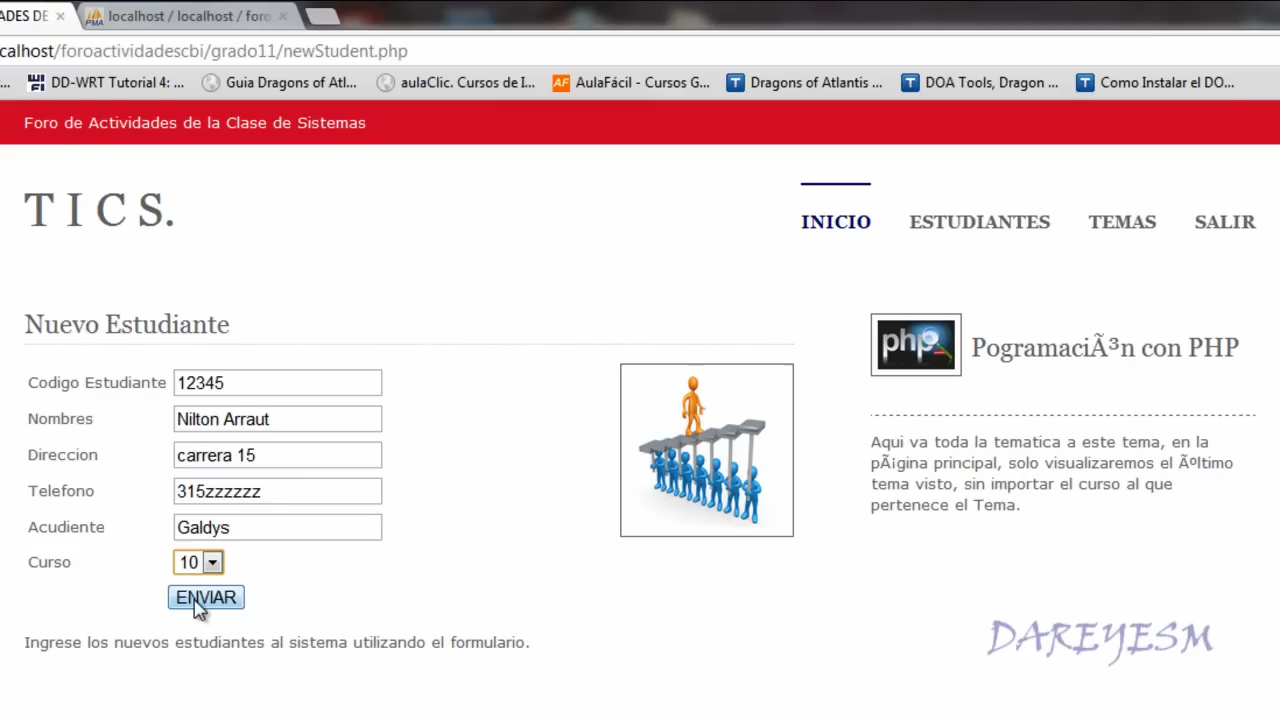 ADES DE
localhost / localhost / foro
calhost/foroactividadescbi/grado11/newStudent.php
... DD-WRT Tutorial 4: ... Guia Dragons of Atl... aulaClic. Cursos de I... AulaFácil - Cursos G... Dragons of Atlantis ... DOA Tools, Dragon ... Como Instalar el DO...
Foro de Actividades de la Clase de Sistemas
T I C S.
INICIO ESTUDIANTES TEMAS SALIR
Nuevo Estudiante
Codigo Estudiante 12345
Nombres Nilton Arraut
Direccion carrera 15
Telefono 315zzzzzz
Acudiente Galdys
Curso 10
ENVIAR
Ingrese los nuevos estudiantes al sistema utilizando el formulario.
php
PogramaciÃ³n con PHP
Aqui va toda la tematica a este tema, en la
pÃ¡gina principal, solo visualizaremos el Ãºltimo
tema visto, sin importar el curso al que
pertenece el Tema.
DAREYESM